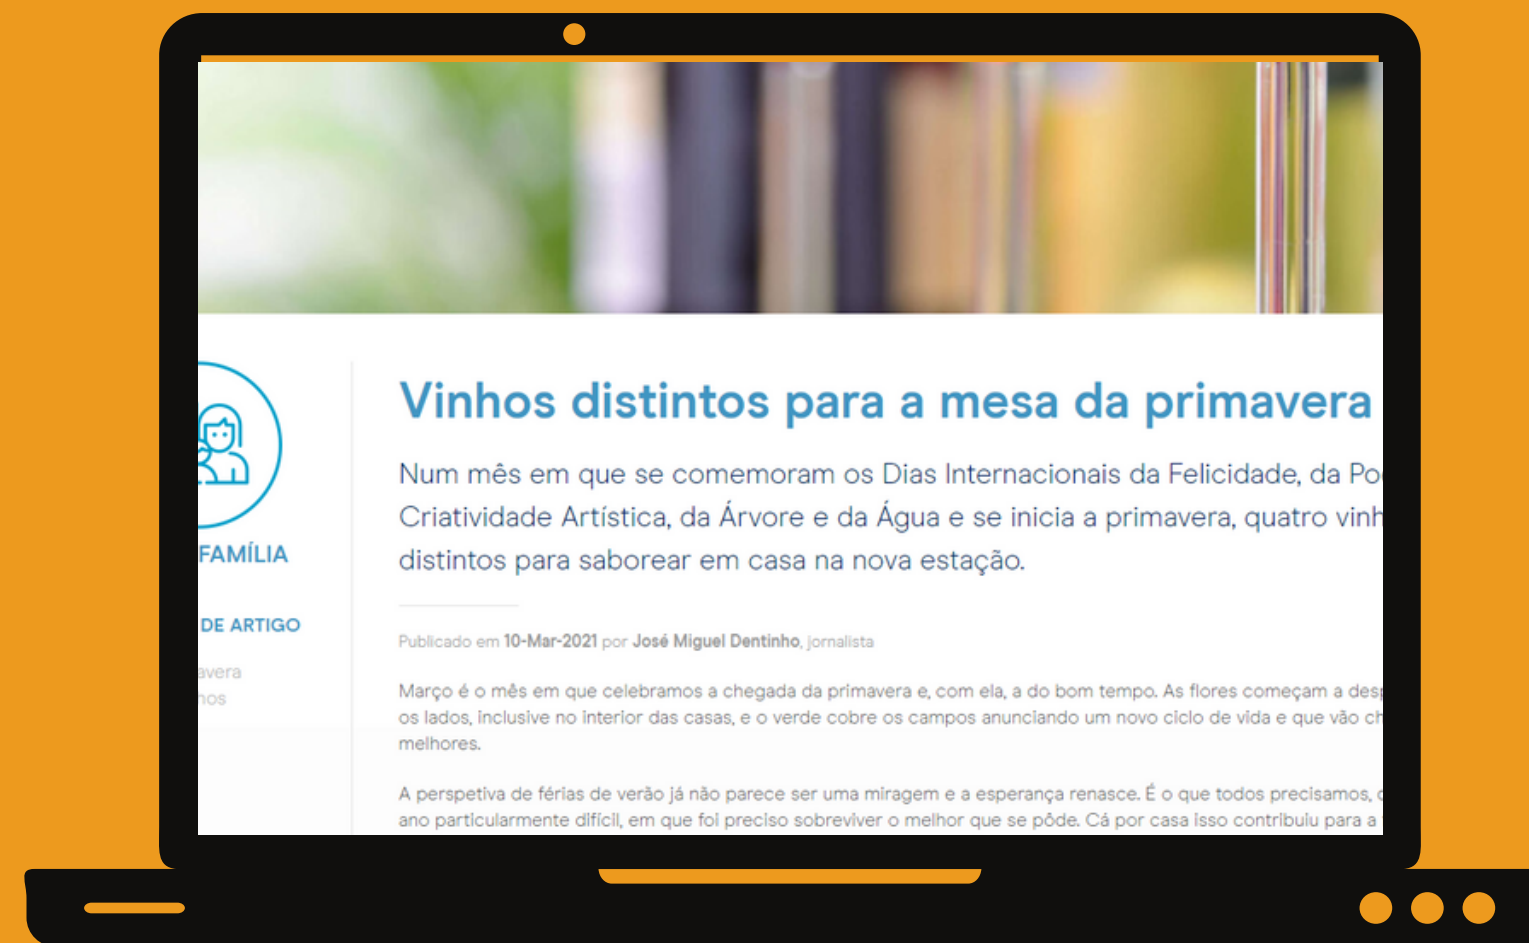 Vinhos distintos para a mesa da primavera
Num mês em que se comemoram os Dias Internacionais da Felicidade, da
Criatividade Artística, da Árvore e da Água e se inicia a primavera, quatro
distintos para saborear em casa na nova estação.
FAMÍLIA
DE ARTIGO
Publicado em 10-Mar-2021 por José Miguel Dentinho, jornalista
Março é o mês em que celebramos a chegada da primavera e, com ela, a do bom tempo. As flores começam a
os lados, inclusive no interior das casas, e o verde cobre os campos anunciando um novo ciclo de vida e que vão
melhores.
A perspetiva de férias de verão já não parece ser uma miragem e a esperança renasce. É o que todos precisamos,
ano particularmente difícil, em que foi preciso sobreviver o melhor que se pôde. Cá por casa isso contribuiu para a